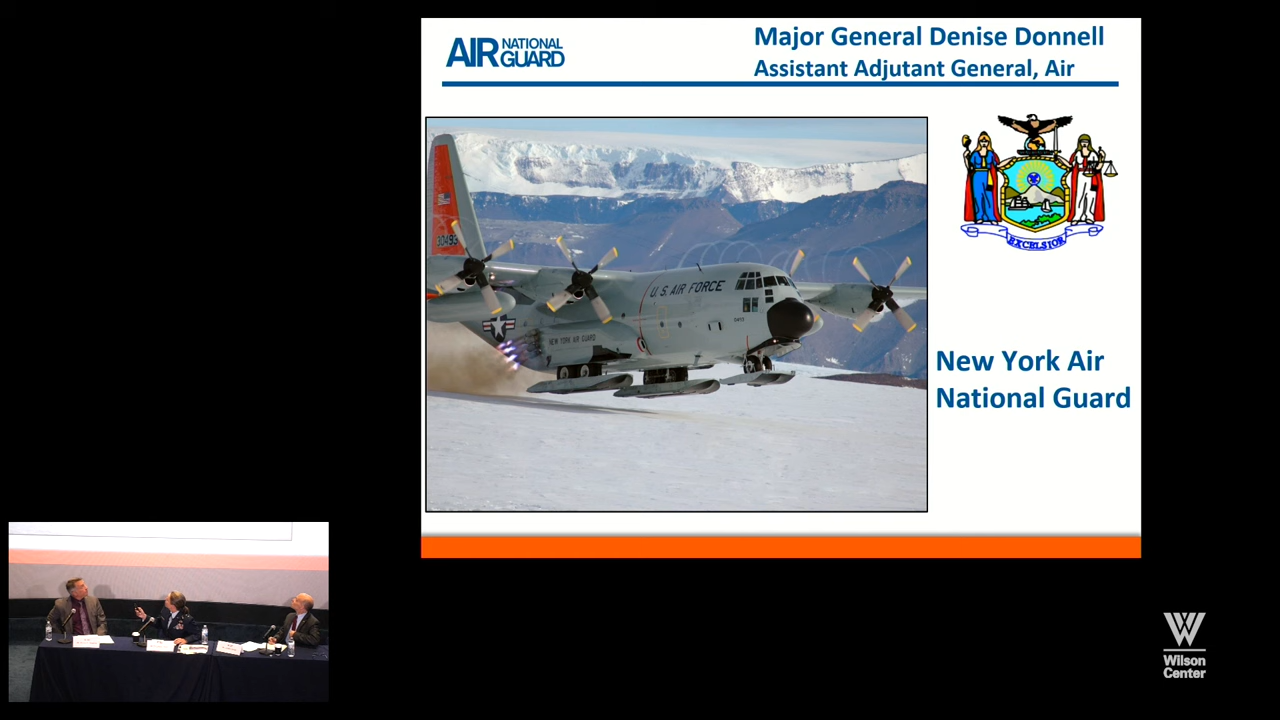 AIR NATIONAL GUARD
Major General Denise Donnell
Assistant Adjutant General, Air
30493
U.S. AIR FORCE
NEW YORK AIR GUARD
EXCELSIOR
New York Air
National Guard
Wilson
Center